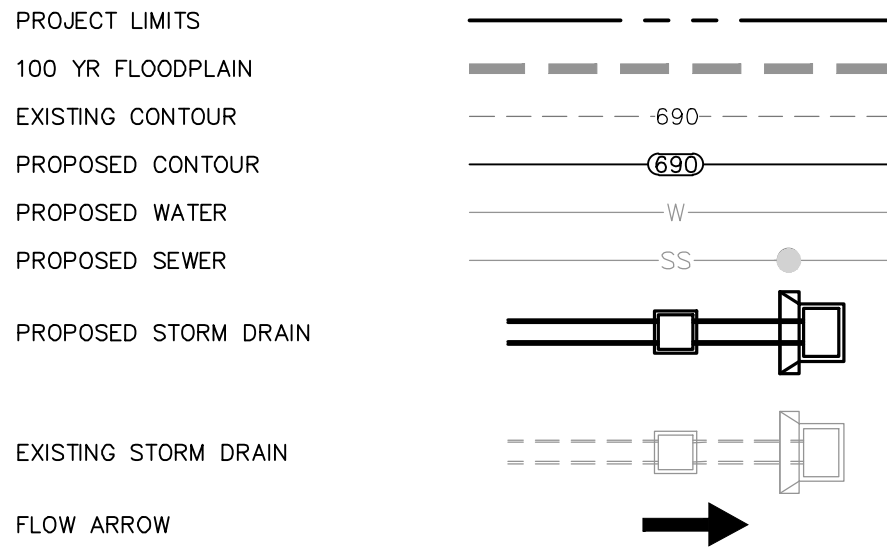 PROJECT LIMITS
100 YR FLOODPLAIN
EXISTING CONTOUR 690
PROPOSED CONTOUR 690
PROPOSED WATER W
PROPOSED SEWER SS
PROPOSED STORM DRAIN
EXISTING STORM DRAIN
FLOW ARROW